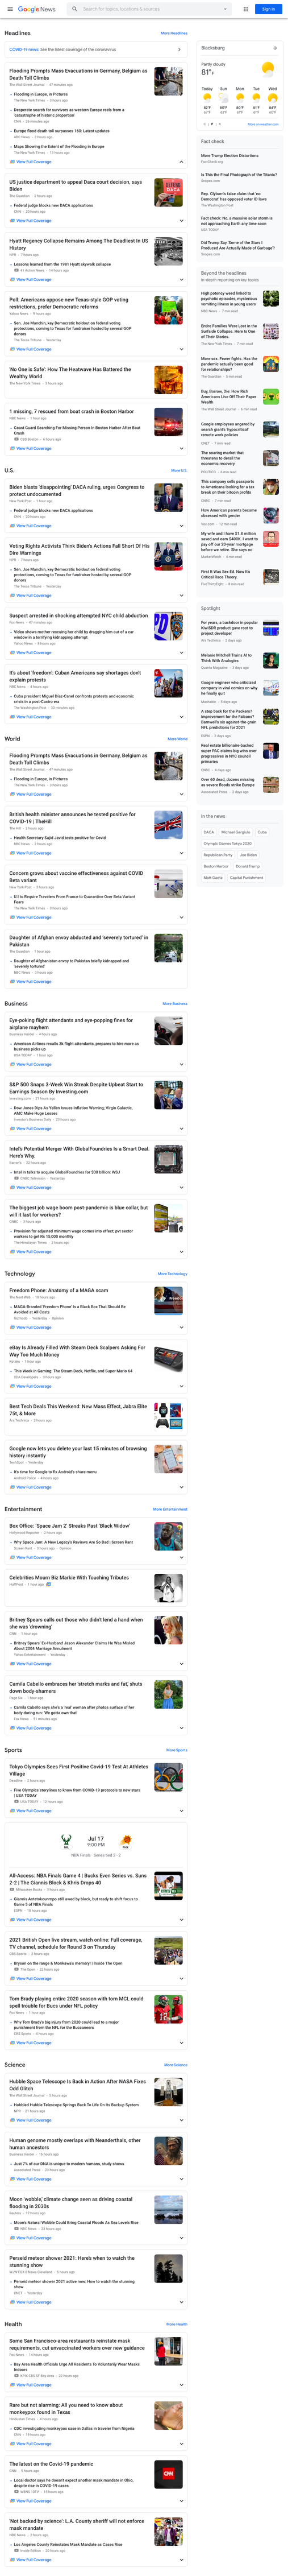 Google News
Search for topics, locations & sources
Sign in
Headlines
More Headlines
COVID-19 news: See the latest coverage of the coronavirus
Flooding Prompts Mass Evacuations in Germany, Belgium as
Death Toll Climbs
The Wall Street Journal · 47 minutes ago
Flooding in Europe, in Pictures
The New York Times · 5 hours ago
Desperate search for survivors as western Europe reels from a
'catastrophe of historic proportion'
CNN · 26 minutes ago
Europe flood death toll surpasses 160: Latest updates
ABC News · 2 hours ago
Maps Showing the Extent of the Flooding in Europe
The New York Times · 15 hours ago
View Full Coverage
US justice department to appeal Daca court decision, says
Biden
The Guardian · 2 hours ago
Federal judge blocks new DACA applications
CNN · 20 hours ago
View Full Coverage
Hyatt Regency Collapse Remains Among The Deadliest In US
History
NPR · 7 hours ago
Lessons learned from the 1981 Hyatt skywalk collapse
41 Action News · 14 hours ago
View Full Coverage
Poll: Americans oppose new Texas-style GOP voting
restrictions, prefer Democratic reforms
Yahoo News · 5 hours ago
Sen. Joe Manchin, key Democratic holdout on federal voting
protections, coming to Texas for fundraiser hosted by several GOP
donors
The Texas Tribune · Yesterday
View Full Coverage
'No One is Safe': How The Heatwave Has Battered the
Wealthy World
The New York Times · 3 hours ago
1 missing, 7 rescued from boat crash in Boston Harbor
NBC News · 1 hour ago
Coast Guard Searching For Missing Person In Boston Harbor After Boat
Crash
CBS Boston · 6 hours ago
View Full Coverage
U.S.
More U.S.
Biden blasts 'disappointing' DACA ruling, urges Congress to
protect undocumented
New York Post · 1 hour ago
Federal judge blocks new DACA applications
CNN · 20 hours ago
View Full Coverage
Voting Rights Activists Think Biden's Actions Fall Short Of His
Dire Warnings
NPR · 7 hours ago
Sen. Joe Manchin, key Democratic holdout on federal voting
protections, coming to Texas for fundraiser hosted by several GOP
donors
The Texas Tribune · Yesterday
View Full Coverage
Suspect arrested in shocking attempted NYC child abduction
Fox News · 47 minutes ago
Video shows mother rescuing her child by dragging him out of a car
window in a terrifying kidnapping attempt
Yahoo News · 5 hours ago
View Full Coverage
It's about 'freedom': Cuban Americans say shortages don't
explain protests
NBC News · 4 hours ago
Cuba president Miguel Díaz-Canel confronts protests and economic
crisis in a post-Castro era
The Washington Post · 35 minutes ago
View Full Coverage
World
More World
Flooding Prompts Mass Evacuations in Germany, Belgium as
Death Toll Climbs
The Wall Street Journal · 47 minutes ago
Flooding in Europe, in Pictures
The New York Times · 5 hours ago
View Full Coverage
British health minister announces he tested positive for
COVID-19 | TheHill
The Hill · 2 hours ago
Health Secretary Sajid Javid tests positive for Covid
BBC News · 3 hours ago
View Full Coverage
Concern grows about vaccine effectiveness against COVID
Beta variant
New York Post · 3 hours ago
U.K to Require Travelers From France to Quarantine Over Beta Variant
Fears
The New York Times · 3 hours ago
View Full Coverage
Daughter of Afghan envoy abducted and 'severely tortured' in
Pakistan
The Guardian · 1 hour ago
Daughter of Afghanistan envoy to Pakistan briefly kidnapped and
'severely tortured'
NBC News · 5 hours ago
View Full Coverage
Business
More Business
Eye-poking flight attendants and eye-popping fines for
airplane mayhem
Business Insider · 4 hours ago
American Airlines recalls 3k flight attendants, prepares to hire more as
business picks up
USA TODAY · 1 hour ago
View Full Coverage
S&P 500 Snaps 3-Week Win Streak Despite Upbeat Start to
Earnings Season By Investing.com
Investing.com · 21 hours ago
Dow Jones Dips As Yellen Issues Inflation Warning; Virgin Galactic,
AMC Make Huge Losses
Investor's Business Daily · 23 hours ago
View Full Coverage
Intel's Potential Merger With GlobalFoundries Is a Smart Deal.
Here's Why.
Barron's · 22 hours ago
Intel in talks to acquire GlobalFoundries for $30 billion: WSJ
CNBC Television · Yesterday
View Full Coverage
The biggest job wage boom post-pandemic is blue collar, but
will it last for workers?
CNBC · 3 hours ago
Provision for adjusted minimum wage comes into effect; pvt sector
workers to get Rs 10,000 monthly
The Himalayan Times · 3 hours ago
View Full Coverage
Technology
More Technology
Freedom Phone: Anatomy of a MAGA scam
The Next Web · 10 hours ago
MAGA-Branded 'Freedom Phone' Is a Black Box That Should Be
Avoided at All Costs
Gizmodo · Yesterday · Opinion
View Full Coverage
eBay Is Already Filled With Steam Deck Scalpers Asking For
Way Too Much Money
Kotaku · 1 hour ago
This Week in Gaming: The Steam Deck, Netflix, and Super Mario 64
XDA Developers · 4 hours ago
View Full Coverage
Best Tech Deals This Weekend: New Mass Effect, Jabra Elite
75t, & More
Ars Technica · 3 hours ago
Google now lets you delete your last 15 minutes of browsing
history instantly
TechSpot · Yesterday
It's time for Google to fix Android's share menu
Android Police · 4 hours ago
View Full Coverage
Entertainment
More Entertainment
Box Office: 'Space Jam 2' Streaks Past 'Black Widow'
Hollywood Reporter · 3 hours ago
Why Space Jam: A New Legacy's Reviews Are So Bad | Screen Rant
Screen Rant · 5 hours ago · Opinion
View Full Coverage
Celebrities Mourn Biz Markie With Touching Tributes
HuffPost · 1 hour ago
Britney Spears calls out those who didn't lend a hand when
she was 'drowning'
CNN · 1 hour ago
Britney Spears' Ex-Husband Jason Alexander Claims He Was Misled
About 2004 Marriage Annulment
Yahoo Entertainment · Yesterday
View Full Coverage
Camila Cabello embraces her 'stretch marks and fat,' shuts
down body-shamers
Page Six · 1 hour ago
Camila Cabello says she's a 'real' woman after photos surface of her
body during run: 'We gotta own that'
Fox News · 51 minutes ago
View Full Coverage
Sports
More Sports
Tokyo Olympics Sees First Positive Covid-19 Test At Athletes
Village
Deadline · 2 hours ago
Five Olympics storylines to know from COVID-19 protocols to new stars
| USA TODAY
USA TODAY · 12 hours ago
View Full Coverage
Jul 17
9:00 PM
NBA Finals · Series tied 2 - 2
All-Access: NBA Finals Game 4 | Bucks Even Series vs. Suns
2-2 | The Giannis Block & Khris Drops 40
Milwaukee Bucks · 3 hours ago
Giannis Antetokounmpo still awed by block, but ready to shift focus to
Game 5 of NBA Finals
ESPN · 18 hours ago
View Full Coverage
2021 British Open live stream, watch online: Full coverage,
TV channel, schedule for Round 3 on Thursday
CBS Sports · 2 hours ago
Bryson on the range & Morikawa's memory! | Inside The Open
The Open · 22 hours ago
View Full Coverage
Tom Brady playing entire 2020 season with torn MCL could
spell trouble for Bucs under NFL policy
Fox News · 1 hour ago
Why Tom Brady's big injury from 2020 could lead to a major
punishment from the NFL for the Buccaneers
CBS Sports · 3 hours ago
View Full Coverage
Science
More Science
Hubble Space Telescope Is Back in Action After NASA Fixes
Odd Glitch
The Wall Street Journal · 5 hours ago
Hobbled Hubble Telescope Springs Back To Life On Its Backup System
NPR · 21 hours ago
View Full Coverage
Human genome mostly overlaps with Neanderthals, other
human ancestors
Business Insider · 16 hours ago
Just 7% of our DNA is unique to modern humans, study shows
Associated Press · 22 hours ago
View Full Coverage
Moon 'wobble,' climate change seen as driving coastal
flooding in 2030s
Reuters · 17 hours ago
Moon's Natural Wobble Could Bring Coastal Floods As Sea Levels Rise
NBC News · 23 hours ago
View Full Coverage
Perseid meteor shower 2021: Here's when to watch the
stunning show
WJW FOX 8 News Cleveland · 5 hours ago
Perseid meteor shower 2021 active now: How to watch the stunning
show
CNET · Yesterday
View Full Coverage
Health
More Health
Some San Francisco-area restaurants reinstate mask
requirements, cut unvaccinated workers over new guidance
Fox News · 13 hours ago
Bay Area Health Officials Urge All Residents To Voluntarily Wear Masks
Indoors
KPIX CBS SF Bay Area · 22 hours ago
View Full Coverage
Rare but not alarming: All you need to know about
monkeypox found in Texas
Hindustan Times · 8 hours ago
CDC investigating monkeypox case in Dallas in traveler from Nigeria
CNN · 19 hours ago
View Full Coverage
The latest on the Covid-19 pandemic
CNN · 5 hours ago
Local doctor says he doesn't expect another mask mandate in Ohio,
despite rise in COVID-19 cases
WBNS 10TV · 15 hours ago
View Full Coverage
'Not backed by science': L.A. County sheriff will not enforce
mask mandate
NBC News · 2 hours ago
Los Angeles County Reinstates Mask Mandate as Cases Rise
Inside Edition · 20 hours ago
View Full Coverage
Blacksburg
Partly cloudy
81°F
Today Sun Mon Tue Wed
More on weather.com
Fact check
More Trump Election Distortions
FactCheck.org
Is This the Final Photograph of the Titanic?
Snopes.com
Rep. Clyburn's false claim that 'no
Democrat' has opposed voter ID laws
The Washington Post
Fact check: No, a massive solar storm is
not approaching Earth any time soon
USA TODAY
Did Trump Say 'Some of the Stars I
Produced Are Actually Made of Garbage'?
Snopes.com
Beyond the headlines
In-depth reporting on key topics
High potency weed linked to
psychotic episodes, mysterious
vomiting illness in young users
NBC News · 7 min read
Entire Families Were Lost in the
Surfside Collapse. Here Is One
of Their Stories.
The New York Times · 7 min read
More sex. Fewer fights. Has the
pandemic actually been good
for relationships?
The Guardian · 5 min read
Buy, Borrow, Die: How Rich
Americans Live Off Their Paper
Wealth
The Wall Street Journal · 6 min read
Google employees angered by
search giant's 'hypocritical'
remote work policies
CNET · 7 min read
The soaring market that
threatens to derail the
economic recovery
POLITICO · 6 min read
This company sells passports
to Americans looking for a tax
break on their bitcoin profits
CNBC · 7 min read
How American parents became
obsessed with gender
Vox.com · 12 min read
My wife and I have $1.8 million
saved and earn $400K. I want to
pay off our 30-year mortgage
before we retire. She says no
MarketWatch · 6 min read
First It Was Sex Ed. Now It's
Critical Race Theory.
FiveThirtyEight · 8 min read
Spotlight
For years, a backdoor in popular
KiwiSDR product gave root to
project developer
Ars Technica · 2 days ago
Melania Mitchell Trains AI to
Think With Analogies
Quanta Magazine · 3 days ago
Google engineer who criticized
company in viral comics on why
he finally quit
Mashable · 5 days ago
A step back for the Packers?
Improvement for the Falcons?
Barnwell's six against-the-grain
NFL predictions for 2021
ESPN · 2 days ago
Real estate billionaire-backed
super PAC claims big wins over
progressives in NYC council
primaries
CNBC · 4 days ago
Over 60 dead, dozens missing
as severe floods strike Europe
Associated Press · 2 days ago
In the news
DACA
Michael Gargiulo
Cuba
Olympic Games Tokyo 2020
Republican Party
Joe Biden
Boston Harbor
Donald Trump
Matt Gaetz
Capital Punishment